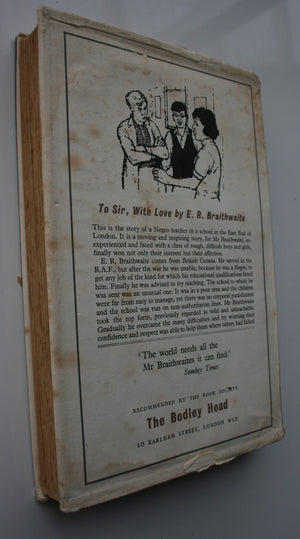 To Sir, With Love by E. R. Braithwaite
This is the story of a Negro teacher in a school in the East End of
London. It is a moving and inspiring story, for Mr Braithwaite, in-
experienced and faced with a class of rough, difficult boys and girls,
finally won not only their interest but their affection.
E. R. Braithwaite comes from British Guiana. He served in the
R.A.F., but after the war he was unable, because he was a Negro, to
get any job of the kind for which his educational qualifications fitted
him. Finally he was advised to try teaching. The school to which he
was sent was no unusual one. It was in a poor area and the children
were far from easy to manage, yet there was no corporal punishment
and the school was run on non-authoritarian lines. Mr Braithwaite
took the top form, previously regarded as wild and unteachable.
Gradually he overcame the many difficulties and by winning their
confidence and respect was able to help them where others had failed.
'The world needs all the
Mr Braithwaites it can find.'
Sunday Times
RECOMMENDED BY THE BOOK SOCIETY
The Bodley Head
10 EARLHAM STREET, LONDON WC2